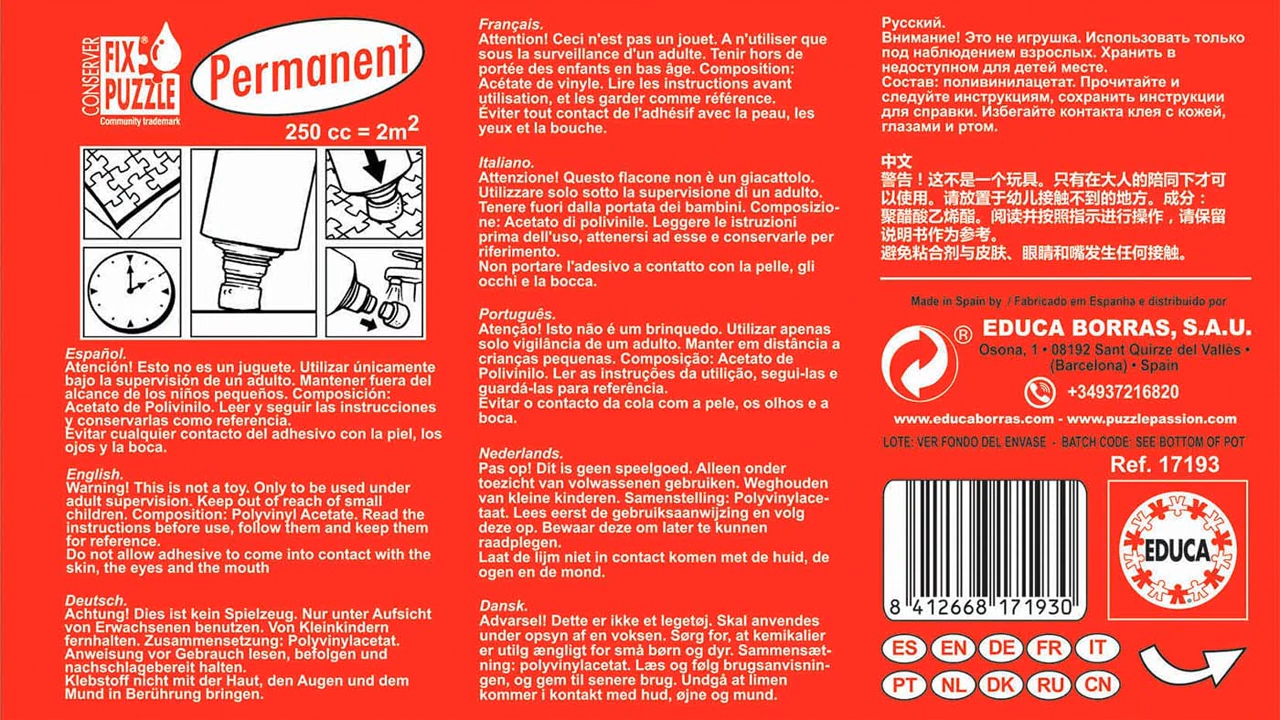 CONSERVER
FIX
PUZZLE
®
Community trademark
Permanent
250 cc = 2m²
Español.
Atención! Esto no es un juguete. Utilizar únicamente
bajo la supervisión de un adulto. Mantener fuera del
alcance de los niños pequeños. Composición:
Acetato de Polivinilo. Leer y seguir las instrucciones
y conservarlas como referencia.
Evitar cualquier contacto del adhesivo con la piel, los
ojos y la boca.
English.
Warning! This is not a toy. Only to be used under
adult supervision. Keep out of reach of small
children. Composition: Polyvinyl Acetate. Read the
instructions before use, follow them and keep them
for reference.
Do not allow adhesive to come into contact with the
skin, the eyes and the mouth
Deutsch.
Achtung! Dies ist kein Spielzeug. Nur unter Aufsicht
von Erwachsenen benutzen. Von Kleinkindern
fernhalten. Zusammensetzung: Polyvinylacetat.
Anweisung vor Gebrauch lesen, befolgen und
nachschlagebereit halten.
Klebstoff nicht mit der Haut, den Augen und dem
Mund in Berührung bringen.
Français.
Attention! Ceci n'est pas un jouet. A n'utiliser que
sous la surveillance d'un adulte. Tenir hors de
portée des enfants en bas âge. Composition:
Acétate de vinyle. Lire les instructions avant
utilisation, et les garder comme référence.
Éviter tout contact de l'adhésif avec la peau, les
yeux et la bouche.
Italiano.
Attenzione! Questo flacone non è un giacattolo.
Utilizzare solo sotto la supervisione di un adulto.
Tenere fuori dalla portata dei bambini. Composizio-
ne: Acetato di polivinile. Leggere le istruzioni
prima dell'uso, attenersi ad esse e conservarle per
riferimento.
Non portare l'adesivo a contatto con la pelle, gli
occhi e la bocca.
Português.
Atenção! Isto não é um brinquedo. Utilizar apenas
solo vigilância de um adulto. Manter em distância a
crianças pequenas. Composição: Acetato de
Polivinilo. Ler as instruções da utilição, segui-las e
guardá-las para referência.
Evitar o contacto da cola com a pele, os olhos e a
boca.
Nederlands.
Pas op! Dit is geen speelgoed. Alleen onder
toezicht van volwassenen gebruiken. Weghouden
van kleine kinderen. Samenstelling: Polyvinylace-
taat. Lees eerst de gebruiksaanwijzing en volg
deze op. Bewaar deze om later te kunnen
raadplegen.
Laat de lijm niet in contact komen met de huid, de
ogen en de mond.
Dansk.
Advarsel! Dette er ikke et legetøj. Skal anvendes
under opsyn af en voksen. Sørg for, at kemikalier
er utilg ængligt for små børn og dyr. Sammensæt-
ning: polyvinylacetat. Læs og følg brugsanvisnin-
gen, og gem til senere brug. Undgå at limen
kommer i kontakt med hud, øjne og mund.
Русский.
Внимание! Это не игрушка. Использовать только
под наблюдением взрослых. Хранить в
недоступном для детей месте.
Состав: поливинилацетат. Прочитайте и
следуйте инструкциям, сохранить инструкции
для справки. Избегайте контакта клея с кожей,
глазами и ртом.
中文
警告！这不是一个玩具。只有在大人的陪同下才可
以使用。请放置于幼儿接触不到的地方。成分：
聚醋酸乙烯酯。阅读并按照指示进行操作，请保留
说明书作为参考。
避免粘合剂与皮肤、眼睛和嘴发生任何接触。
Made in Spain by / Fabricado em Espanha e distribuido por
® EDUCA BORRAS, S.A.U.
Osona, 1 • 08192 Sant Quirze del Vallès •
(Barcelona) • Spain
+34937216820
www.educaborras.com - www.puzzlepassion.com
LOTE: VER FONDO DEL ENVASE - BATCH CODE: SEE BOTTOM OF POT
Ref. 17193
8 412668 171930
EDUCA
ES EN DE FR IT
PT NL DK RU CN